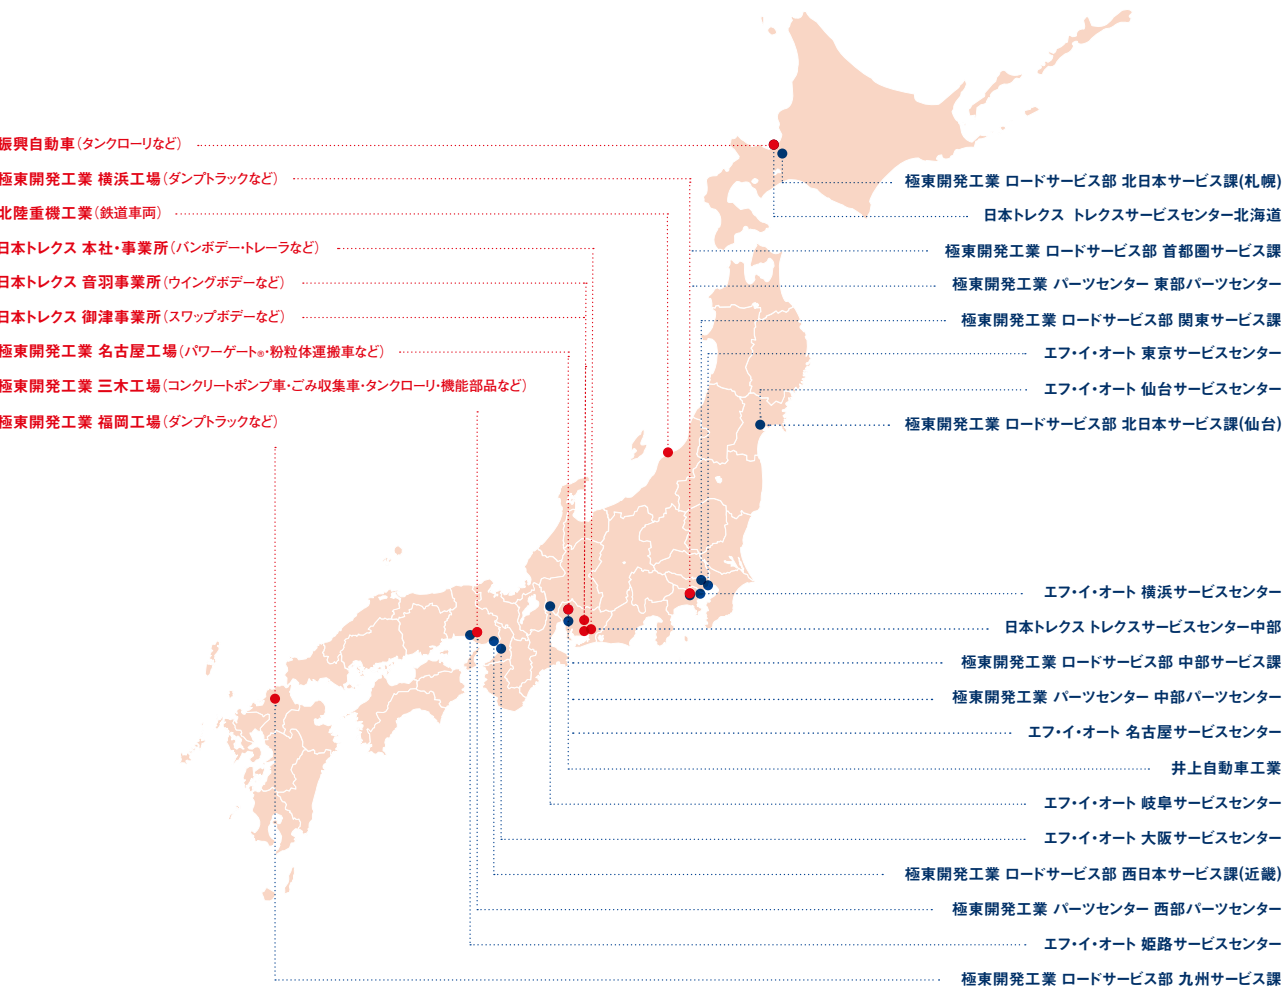 振興自動車（タンクローリなど）
極東開発工業 横浜工場（ダンプトラックなど）
北陸重機工業（鉄道車両）
日本トレクス 本社・事業所（バンボデー・トレーラなど）
日本トレクス 音羽事業所（ウイングボデーなど）
日本トレクス 御津事業所（スワップボデーなど）
極東開発工業 名古屋工場（パワーゲート®・粉粒体運搬車など）
極東開発工業 三木工場（コンクリートポンプ車・ごみ収集車・タンクローリ・機能部品など）
極東開発工業 福岡工場（ダンプトラックなど）
極東開発工業 ロードサービス部 北日本サービス課(札幌)
日本トレクス トレクスサービスセンター北海道
極東開発工業 ロードサービス部 首都圏サービス課
極東開発工業 パーツセンター 東部パーツセンター
極東開発工業 ロードサービス部 関東サービス課
エフ・イ・オート 東京サービスセンター
エフ・イ・オート 仙台サービスセンター
極東開発工業 ロードサービス部 北日本サービス課(仙台)
エフ・イ・オート 横浜サービスセンター
日本トレクス トレクスサービスセンター中部
極東開発工業 ロードサービス部 中部サービス課
極東開発工業 パーツセンター 中部パーツセンター
エフ・イ・オート 名古屋サービスセンター
井上自動車工業
エフ・イ・オート 岐阜サービスセンター
エフ・イ・オート 大阪サービスセンター
極東開発工業 ロードサービス部 西日本サービス課(近畿)
極東開発工業 パーツセンター 西部パーツセンター
エフ・イ・オート 姫路サービスセンター
極東開発工業 ロードサービス部 九州サービス課